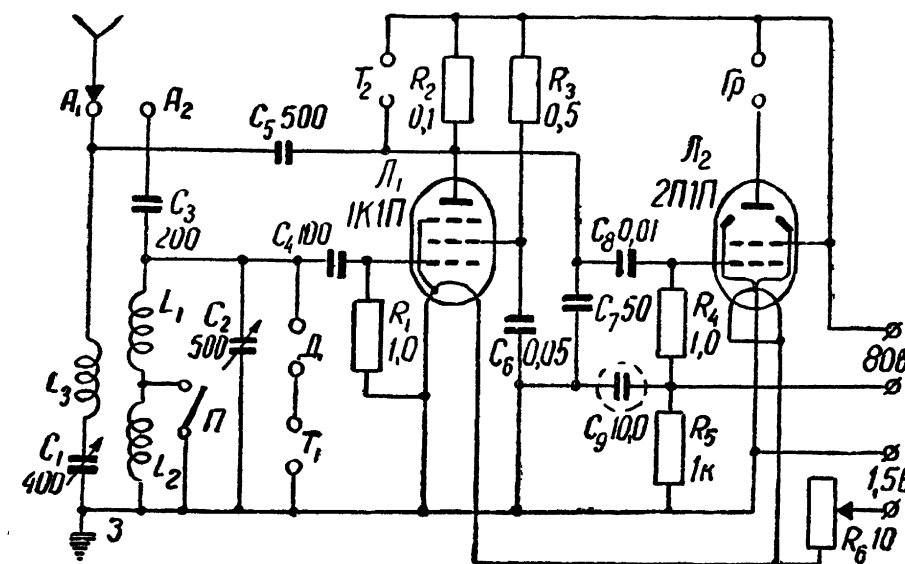 A₁
A₂
C₅ 500
T₂
R₂
0,1
R₃
0,5
Гр
Л₁
1К1П
Л₂
2П1П
C₃
200
C₄ 100
C₈ 0,01
L₁
C₂
500
Д
R₁
1,0
C₆ 0,05
C₇ 50
R₄
1,0
80в
L₃
П
C₁
400
L₂
T₁
C₉ 10,0
R₅
1к
1,5в
З
R₆ 10